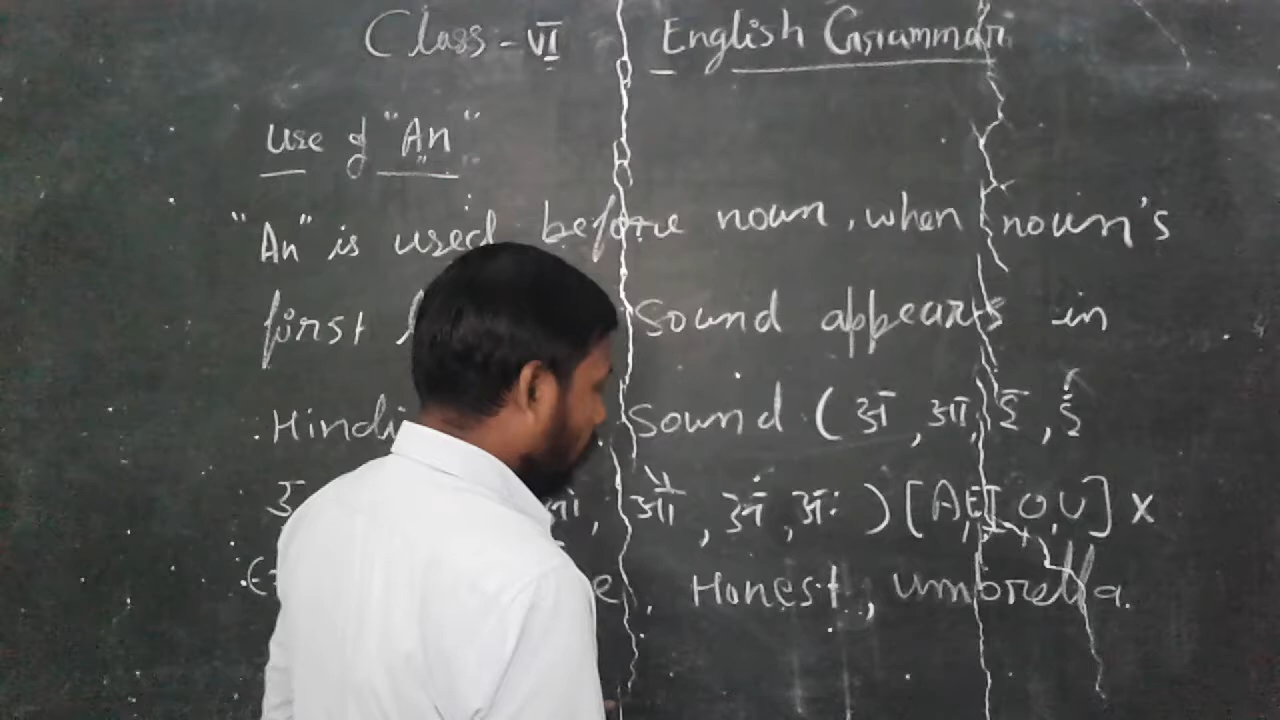 Class - VI English Grammar
Use of "An"
"An" is used before noun, when noun's
first sound appears in
Hindi sound (अ, आ, इ, ई
उ , औ, अं, अः) [A,E,I,O,U] x
, Honest, umbrella.